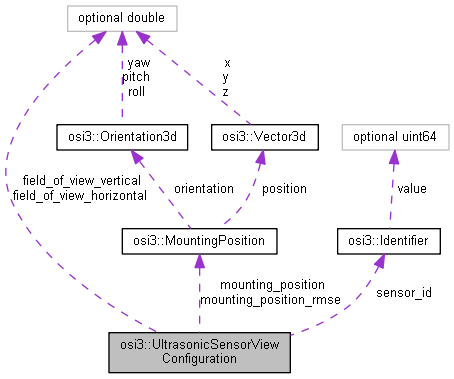 optional double
yaw
pitch
roll
x
y
z
osi3::Orientation3d
osi3::Vector3d
optional uint64
field_of_view_vertical
field_of_view_horizontal
orientation
position
value
osi3::MountingPosition
osi3::Identifier
mounting_position
mounting_position_rmse
sensor_id
osi3::UltrasonicSensorView
Configuration